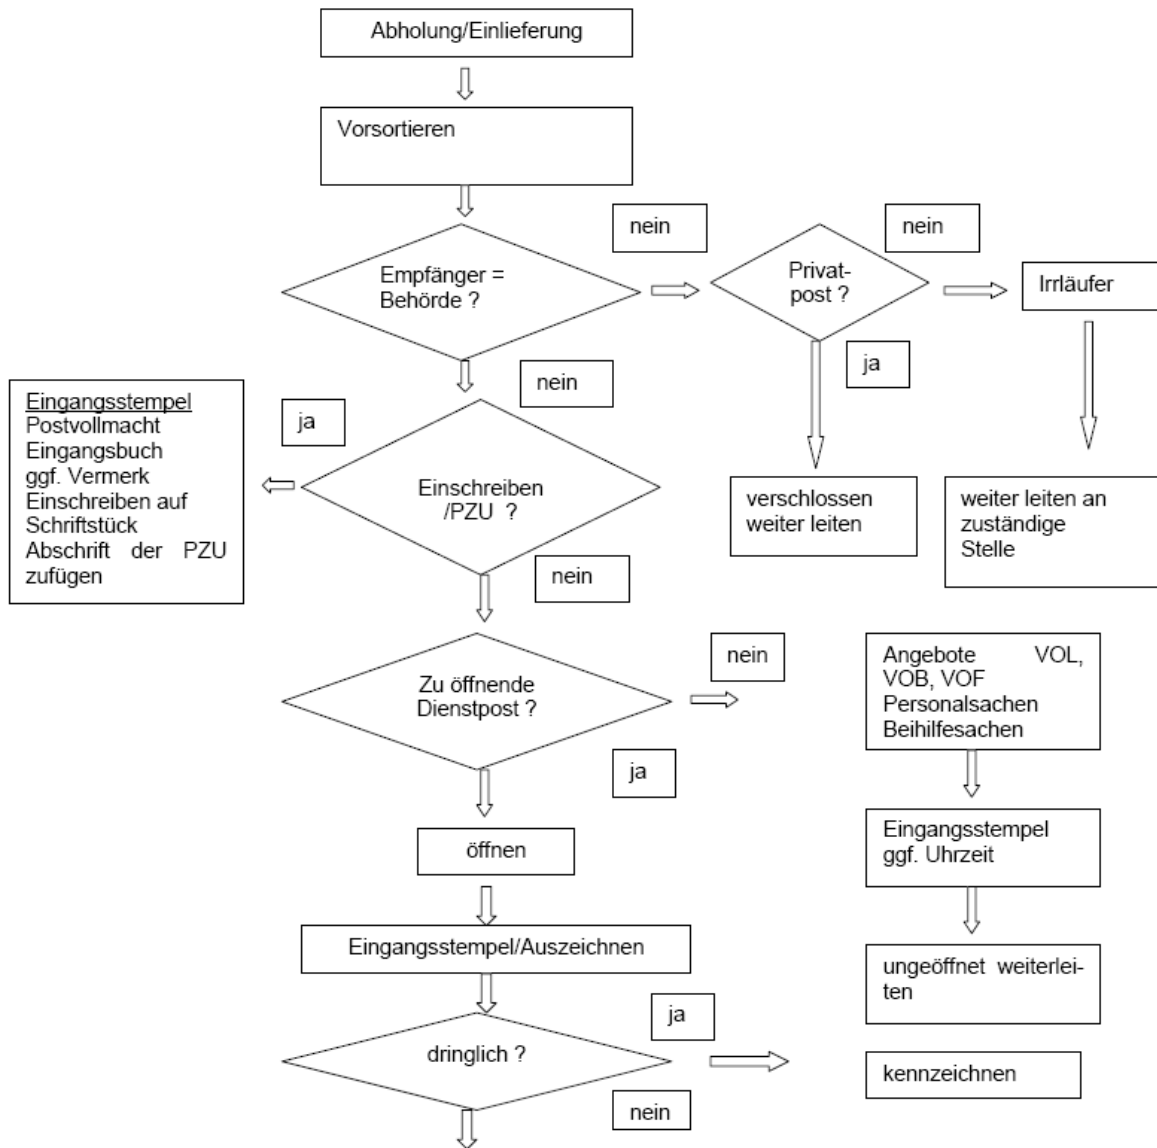 Abholung/Einlieferung
Vorsortieren
nein
nein
Empfänger =
Behörde ?
Privat-
post ?
Irrläufer
ja
nein
ja
Eingangsstempel
Postvollmacht
Eingangsbuch
ggf. Vermerk
Einschreiben auf
Schriftstück
Abschrift der PZU
zufügen
Einschreiben
/PZU ?
verschlossen
weiter leiten
weiter leiten an
zuständige
Stelle
nein
Zu öffnende
Dienstpost ?
nein
Angebote VOL,
VOB, VOF
Personalsachen
Beihilfesachen
ja
öffnen
Eingangsstempel
ggf. Uhrzeit
Eingangsstempel/Auszeichnen
ungeöffnet weiterlei-
ten
ja
dringlich ?
kennzeichnen
nein